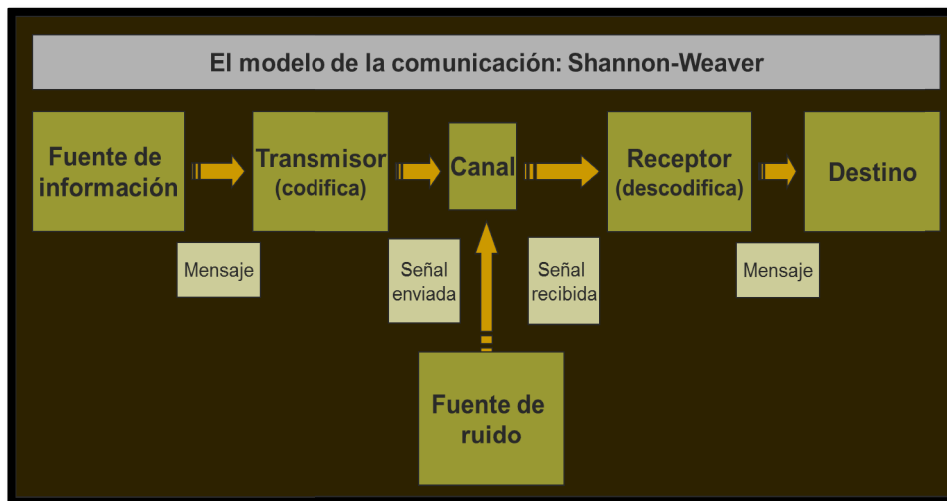 El modelo de la comunicación: Shannon-Weaver
Fuente de
información
Transmisor
(codifica)
Canal
Receptor
(descodifica)
Destino
Mensaje
Señal
enviada
Señal
recibida
Mensaje
Fuente de
ruido